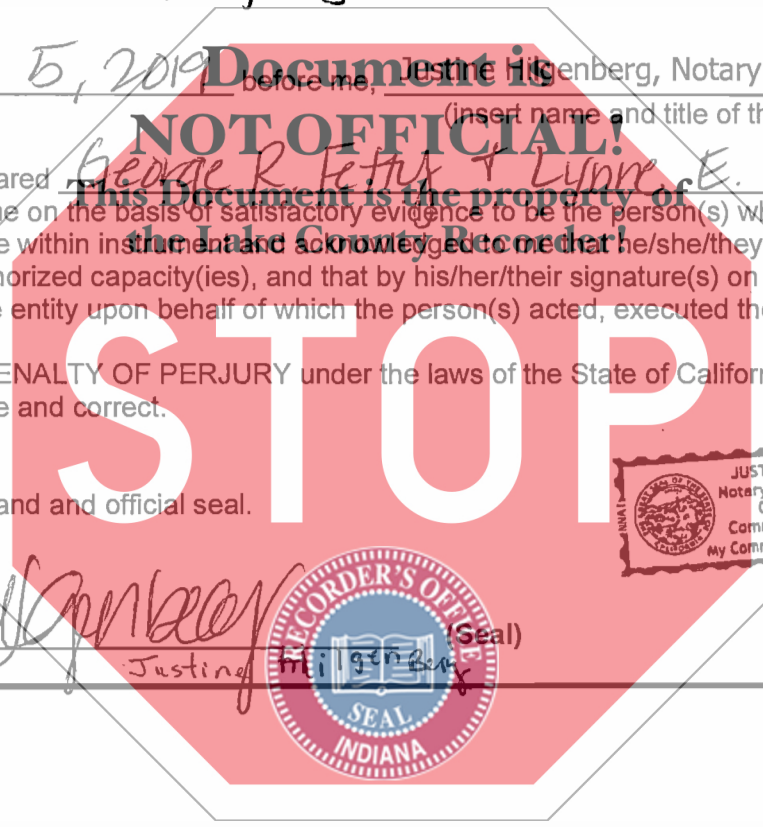 5, 2019 before me, Justine Hilgenberg, Notary
Document is
(insert name and title of th
NOT OFFICIAL!
ared George R Fetty + Lynne E.
This Document is the property of
e on the basis of satisfactory evidence to be the person(s) wh
the Lake County Recorder!
e within instrument and acknowledged to me that he/she/they
horized capacity(ies), and that by his/her/their signature(s) on
e entity upon behalf of which the person(s) acted, executed the
STOP
ENALTY OF PERJURY under the laws of the State of Californ
e and correct.
JUST
Notary
Com
My Comm
and and official seal.
RECORDER'S OFFICE
(Seal)
Justine Hilgenberg
SEAL
INDIANA